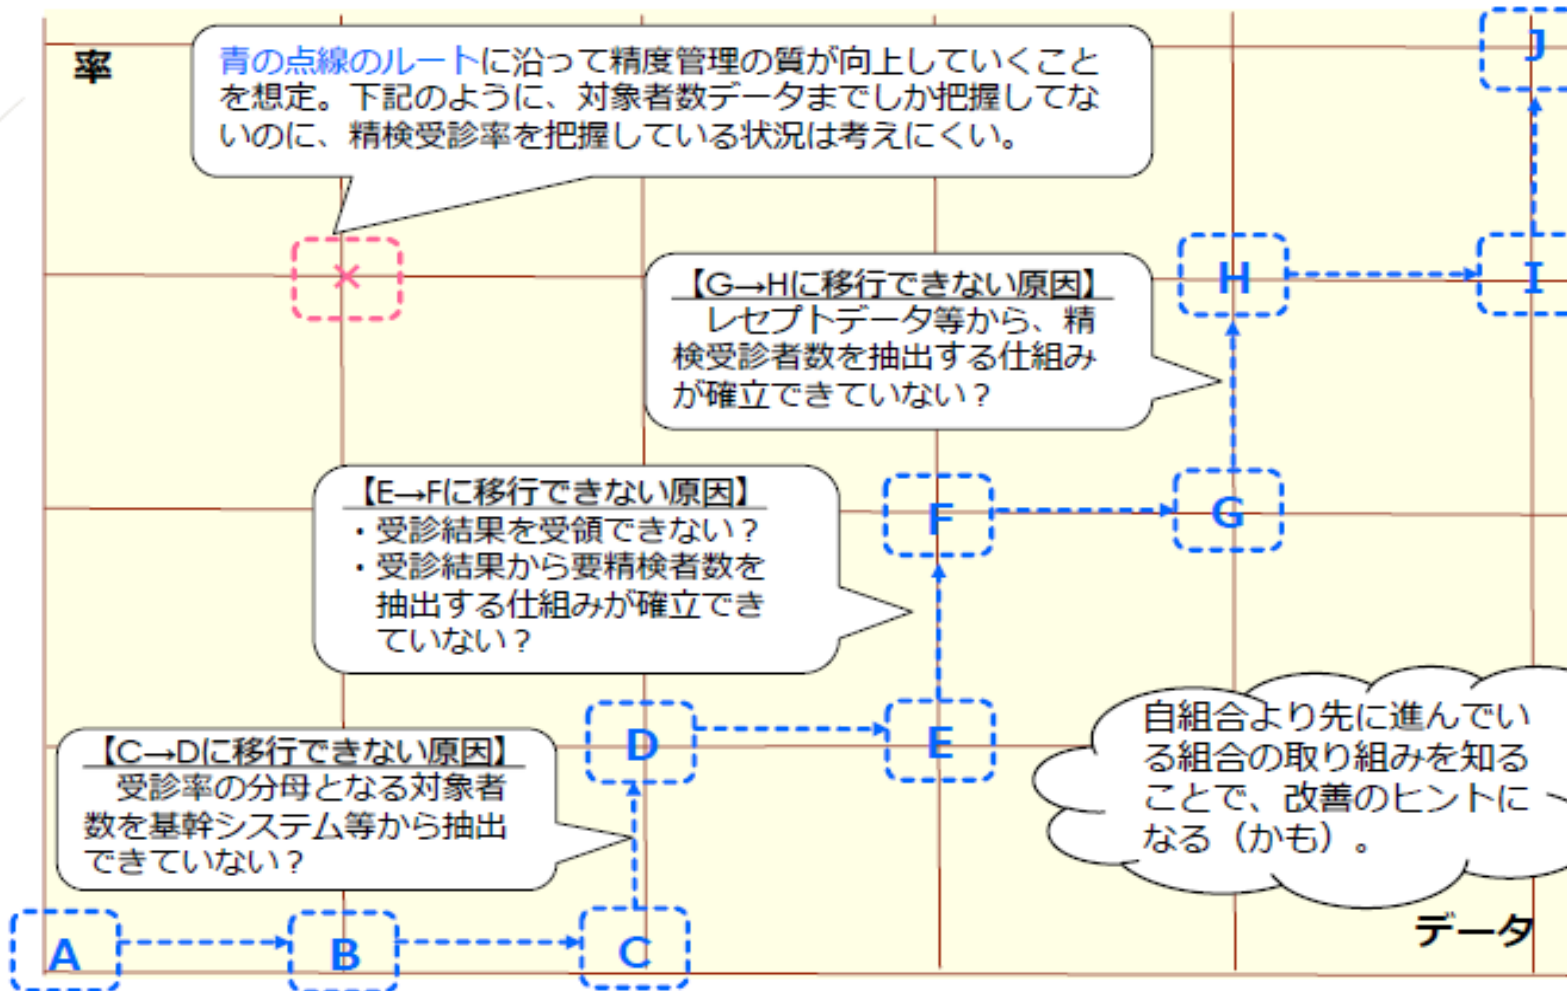 率
青の点線のルートに沿って精度管理の質が向上していくこと
を想定。下記のように、対象者数データまでしか把握してな
いのに、精検受診率を把握している状況は考えにくい。
J
×
【G→Hに移行できない原因】
レセプトデータ等から、精
検受診者数を抽出する仕組み
が確立できていない？
H
I
【E→Fに移行できない原因】
・受診結果を受領できない？
・受診結果から要精検者数を
抽出する仕組みが確立でき
ていない？
F
G
【C→Dに移行できない原因】
受診率の分母となる対象者
数を基幹システム等から抽出
できていない？
D
E
自組合より先に進んでい
る組合の取り組みを知る
ことで、改善のヒントに
なる（かも）。
データ
A
B
C